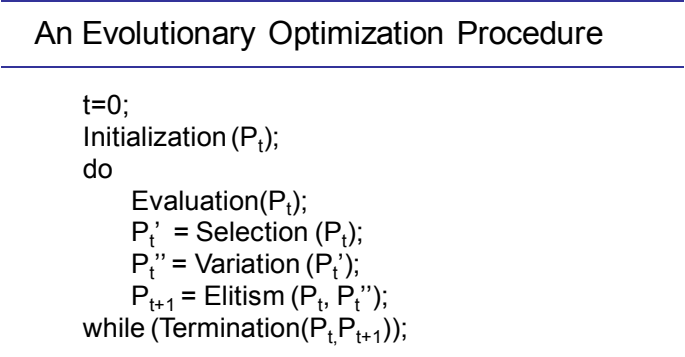 An Evolutionary Optimization Procedure
t=0;
Initialization (Pₜ);
do
Evaluation(Pₜ);
Pₜ’ = Selection (Pₜ);
Pₜ’’ = Variation (Pₜ’);
Pₜ₊₁ = Elitism (Pₜ, Pₜ’’);
while (Termination(Pₜ,Pₜ₊₁));